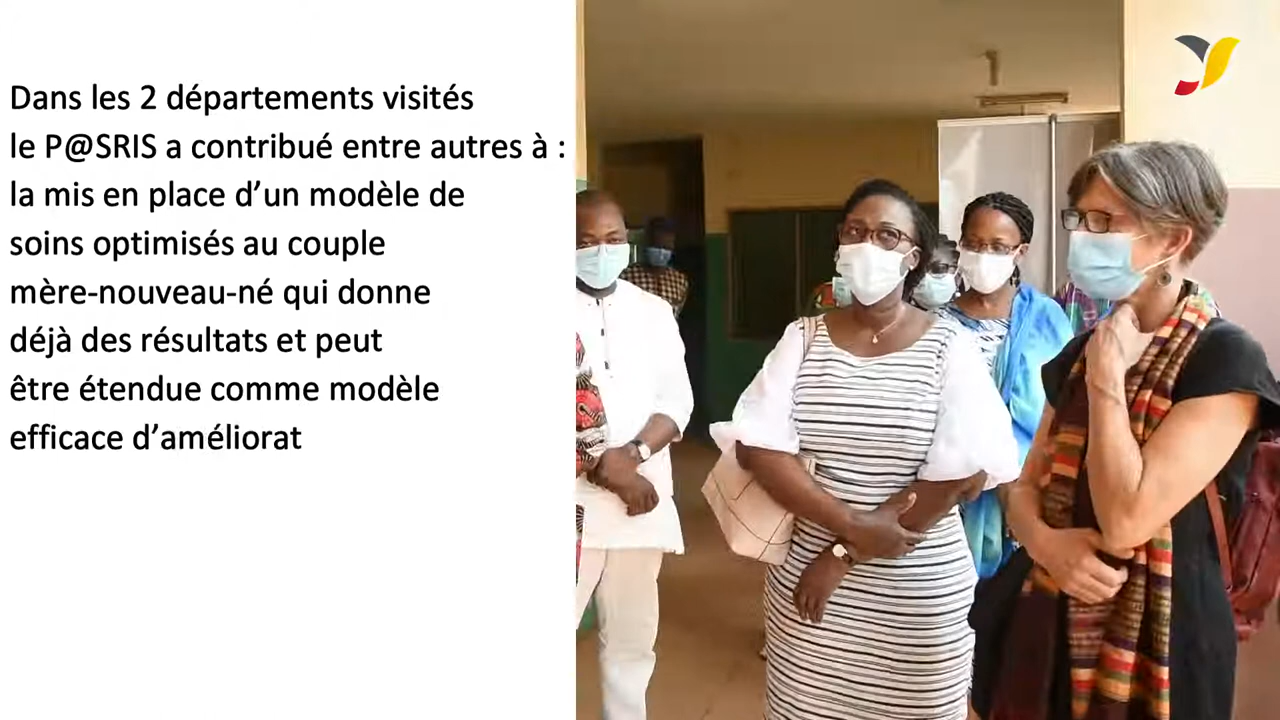 Dans les 2 départements visités
le P@SRIS a contribué entre autres à :
la mis en place d’un modèle de
soins optimisés au couple
mère-nouveau-né qui donne
déjà des résultats et peut
être étendue comme modèle
efficace d’améliorat